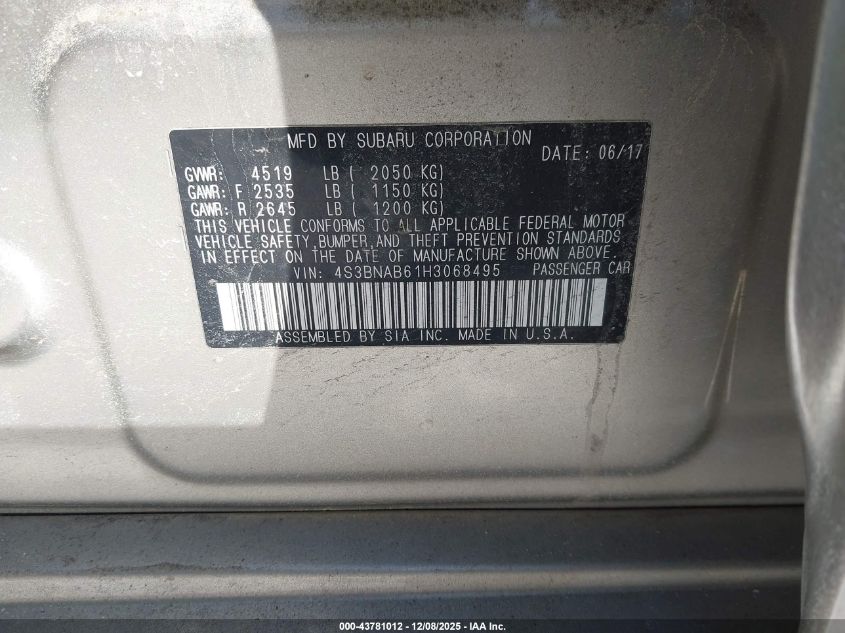 MFD BY SUBARU CORPORATION
DATE: 06/17
GVWR: 4519 LB ( 2050 KG)
GAWR: F 2535 LB ( 1150 KG)
GAWR: R 2645 LB ( 1200 KG)
THIS VEHICLE CONFORMS TO ALL APPLICABLE FEDERAL MOTOR
VEHICLE SAFETY,BUMPER,AND THEFT PREVENTION STANDARDS
IN EFFECT ON THE DATE OF MANUFACTURE SHOWN ABOVE.
VIN: 4S3BNAB61H3068495 PASSENGER CAR
ASSEMBLED BY SIA INC. MADE IN U.S.A.
000-43781012 - 12/08/2025 - IAA Inc.